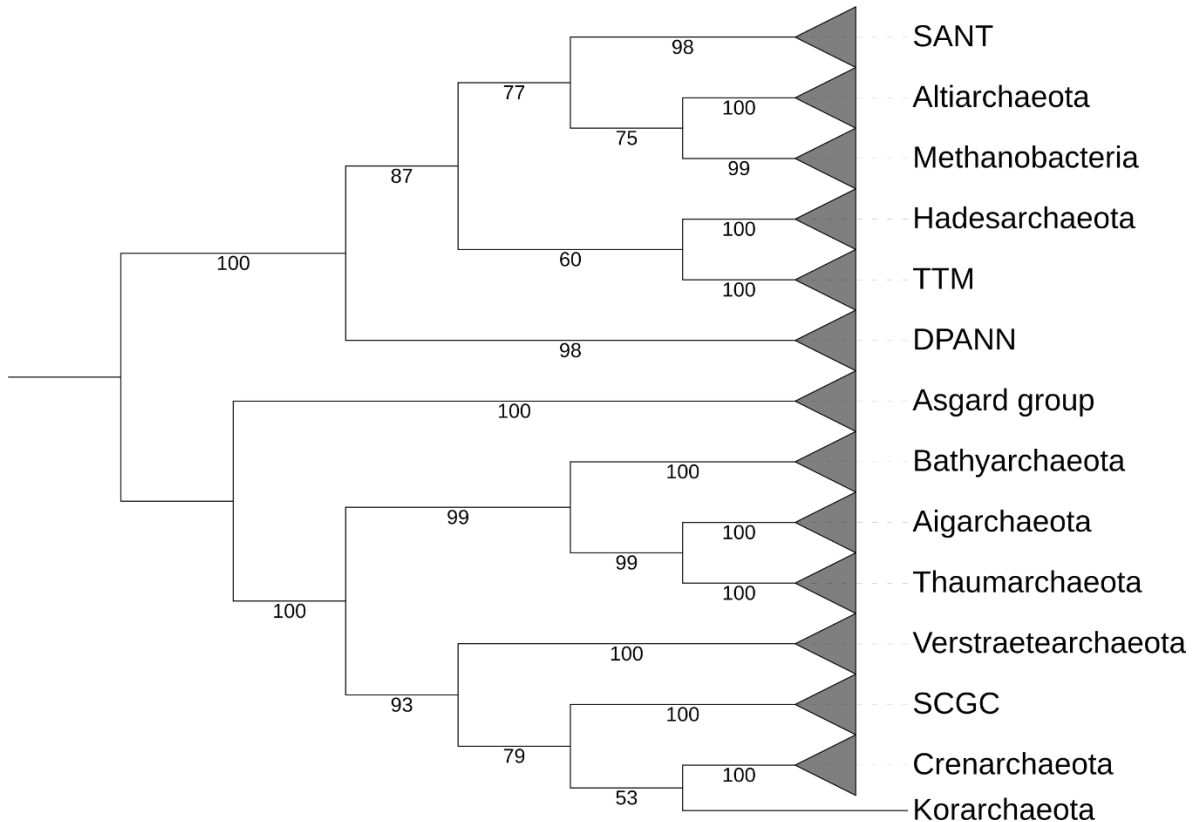 SANT
98
77
Altiarchaeota
100
75
Methanobacteria
99
87
Hadesarchaeota
100
60
100
TTM
100
DPANN
98
Asgard group
100
Bathyarchaeota
100
99
Aigarchaeota
100
99
Thaumarchaeota
100
100
Verstraetearchaeota
100
93
SCGC
100
79
Crenarchaeota
100
53
Korarchaeota